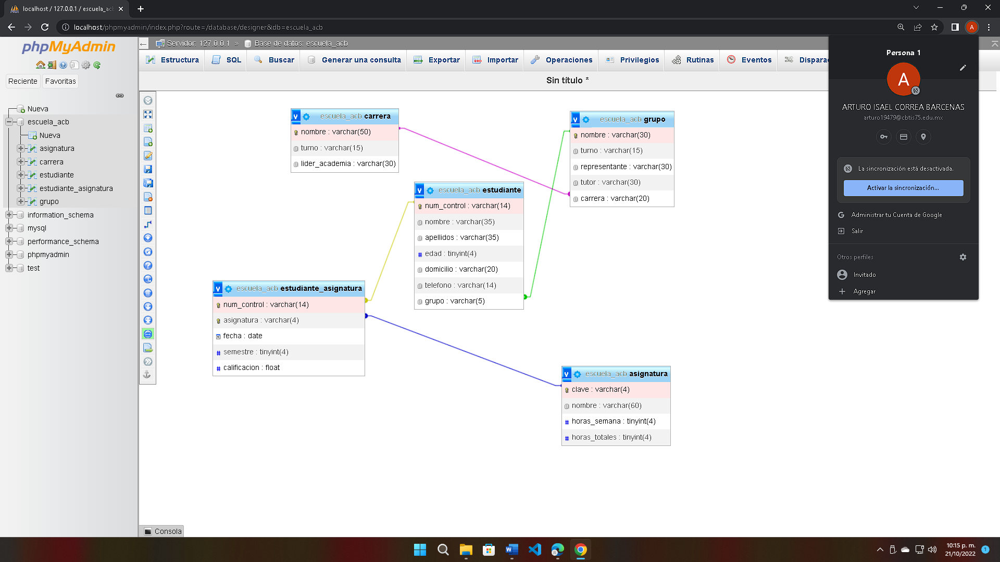 localhost / 127.0.0.1 / escuela_acb
localhost/phpmyadmin/index.php?route=/database/designer&db=escuela_acb
phpMyAdmin
Reciente
Favoritas
Nueva
escuela_acb
Nueva
asignatura
carrera
estudiante
estudiante_asignatura
grupo
information_schema
mysql
performance_schema
phpmyadmin
test
Servidor: 127.0.0.1 » Base de datos: escuela_acb
Estructura
SQL
Buscar
Generar una consulta
Exportar
Importar
Operaciones
Privilegios
Rutinas
Eventos
Sin título *
v escuela_acb carrera
nombre : varchar(50)
turno : varchar(15)
lider_academia : varchar(30)
v escuela_acb grupo
nombre : varchar(30)
turno : varchar(15)
representante : varchar(30)
tutor : varchar(30)
carrera : varchar(20)
v escuela_acb estudiante
num_control : varchar(14)
nombre : varchar(35)
apellidos : varchar(35)
# edad : tinyint(4)
domicilio : varchar(20)
telefono : varchar(14)
grupo : varchar(5)
v escuela_acb estudiante_asignatura
num_control : varchar(14)
asignatura : varchar(4)
fecha : date
# semestre : tinyint(4)
# calificacion : float
v escuela_acb asignatura
clave : varchar(4)
nombre : varchar(60)
# horas_semana : tinyint(4)
# horas_totales : tinyint(4)
Consola
A
Persona 1
A
ARTURO ISAEL CORREA BARCENAS
arturo19479@cbtis75.edu.mx
La sincronización está desactivada.
Activar la sincronización...
G Administrar tu Cuenta de Google
Salir
Otros perfiles
Invitado
Agregar
10:15 p. m.
21/10/2022
1